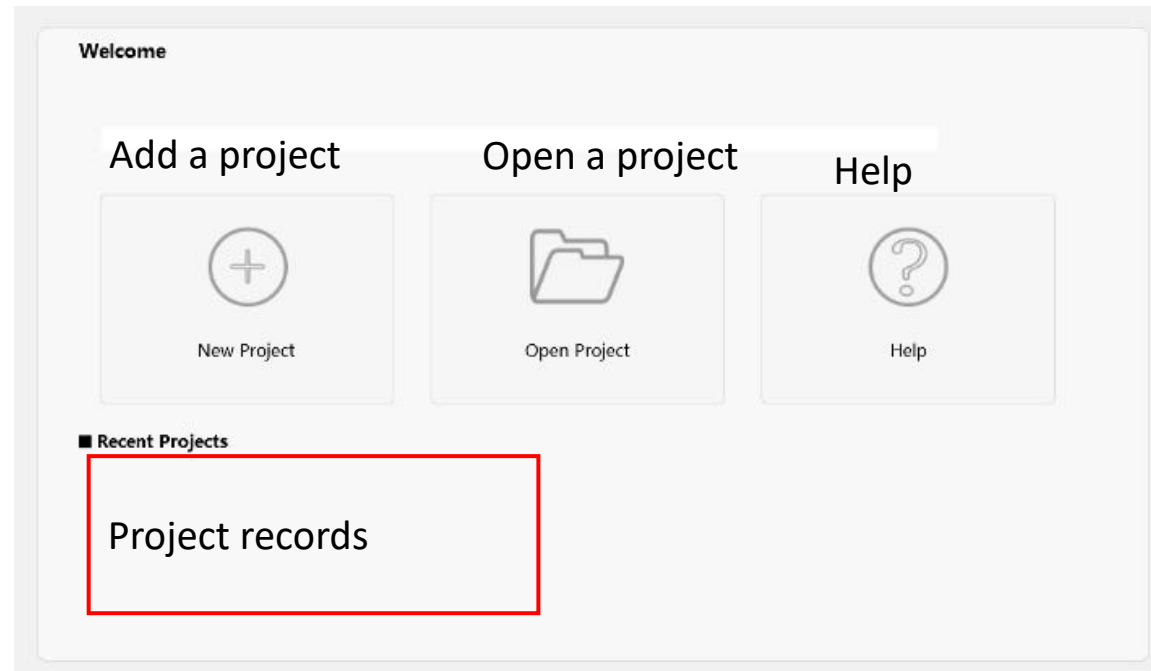 Welcome
Add a project Open a project Help
New Project Open Project Help
Recent Projects
Project records